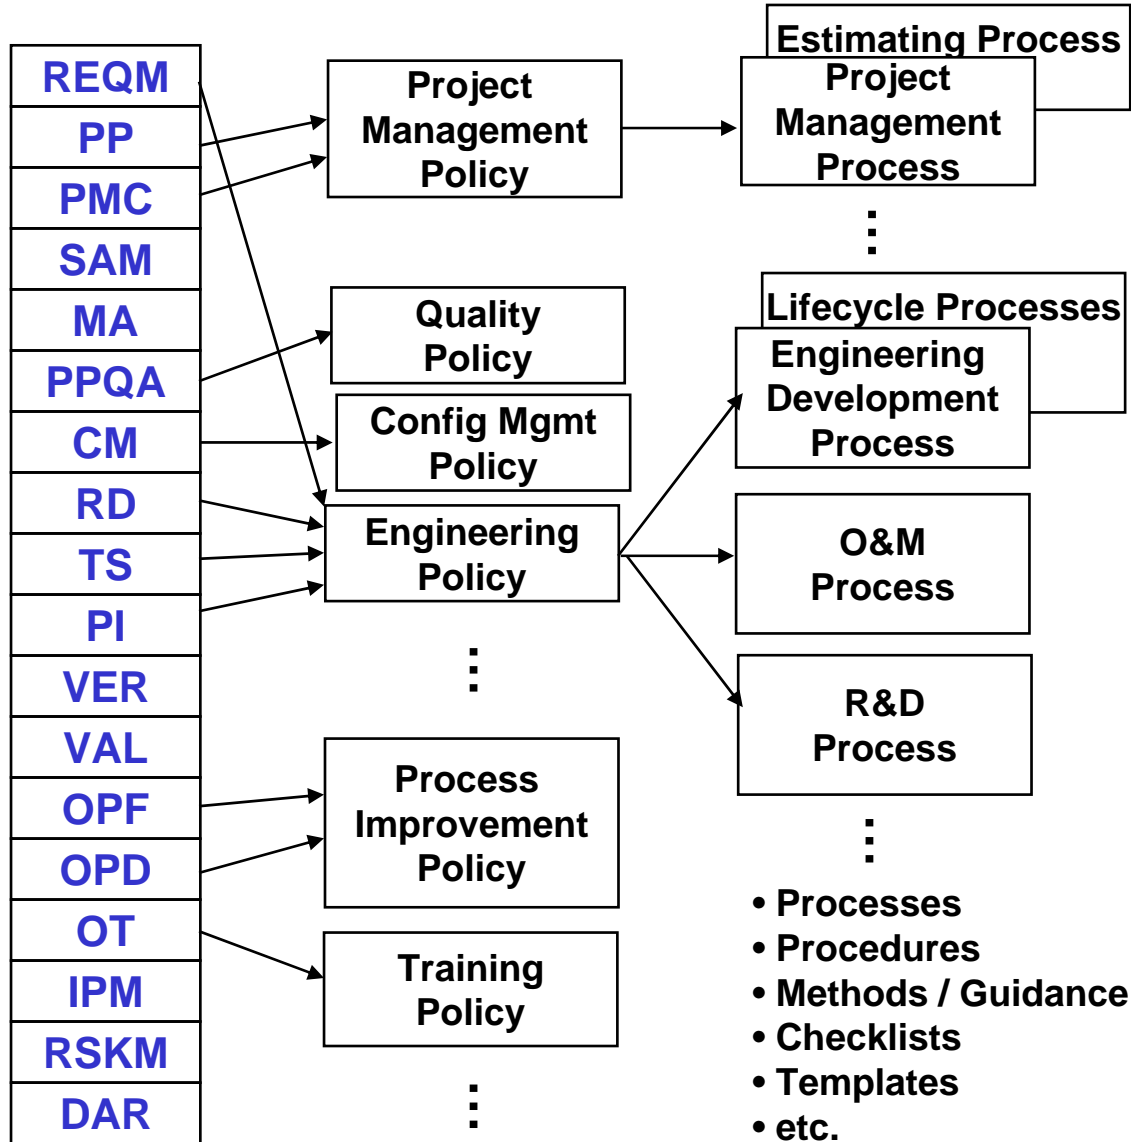 REQM
PP
PMC
SAM
MA
PPQA
CM
RD
TS
PI
VER
VAL
OPF
OPD
OT
IPM
RSKM
DAR
Project
Management
Policy
Quality
Policy
Config Mgmt
Policy
Engineering
Policy
⋮
Process
Improvement
Policy
Training
Policy
⋮
Estimating Process
Project
Management
Process
⋮
Lifecycle Processes
Engineering
Development
Process
O&M
Process
R&D
Process
⋮
• Processes
• Procedures
• Methods / Guidance
• Checklists
• Templates
• etc.